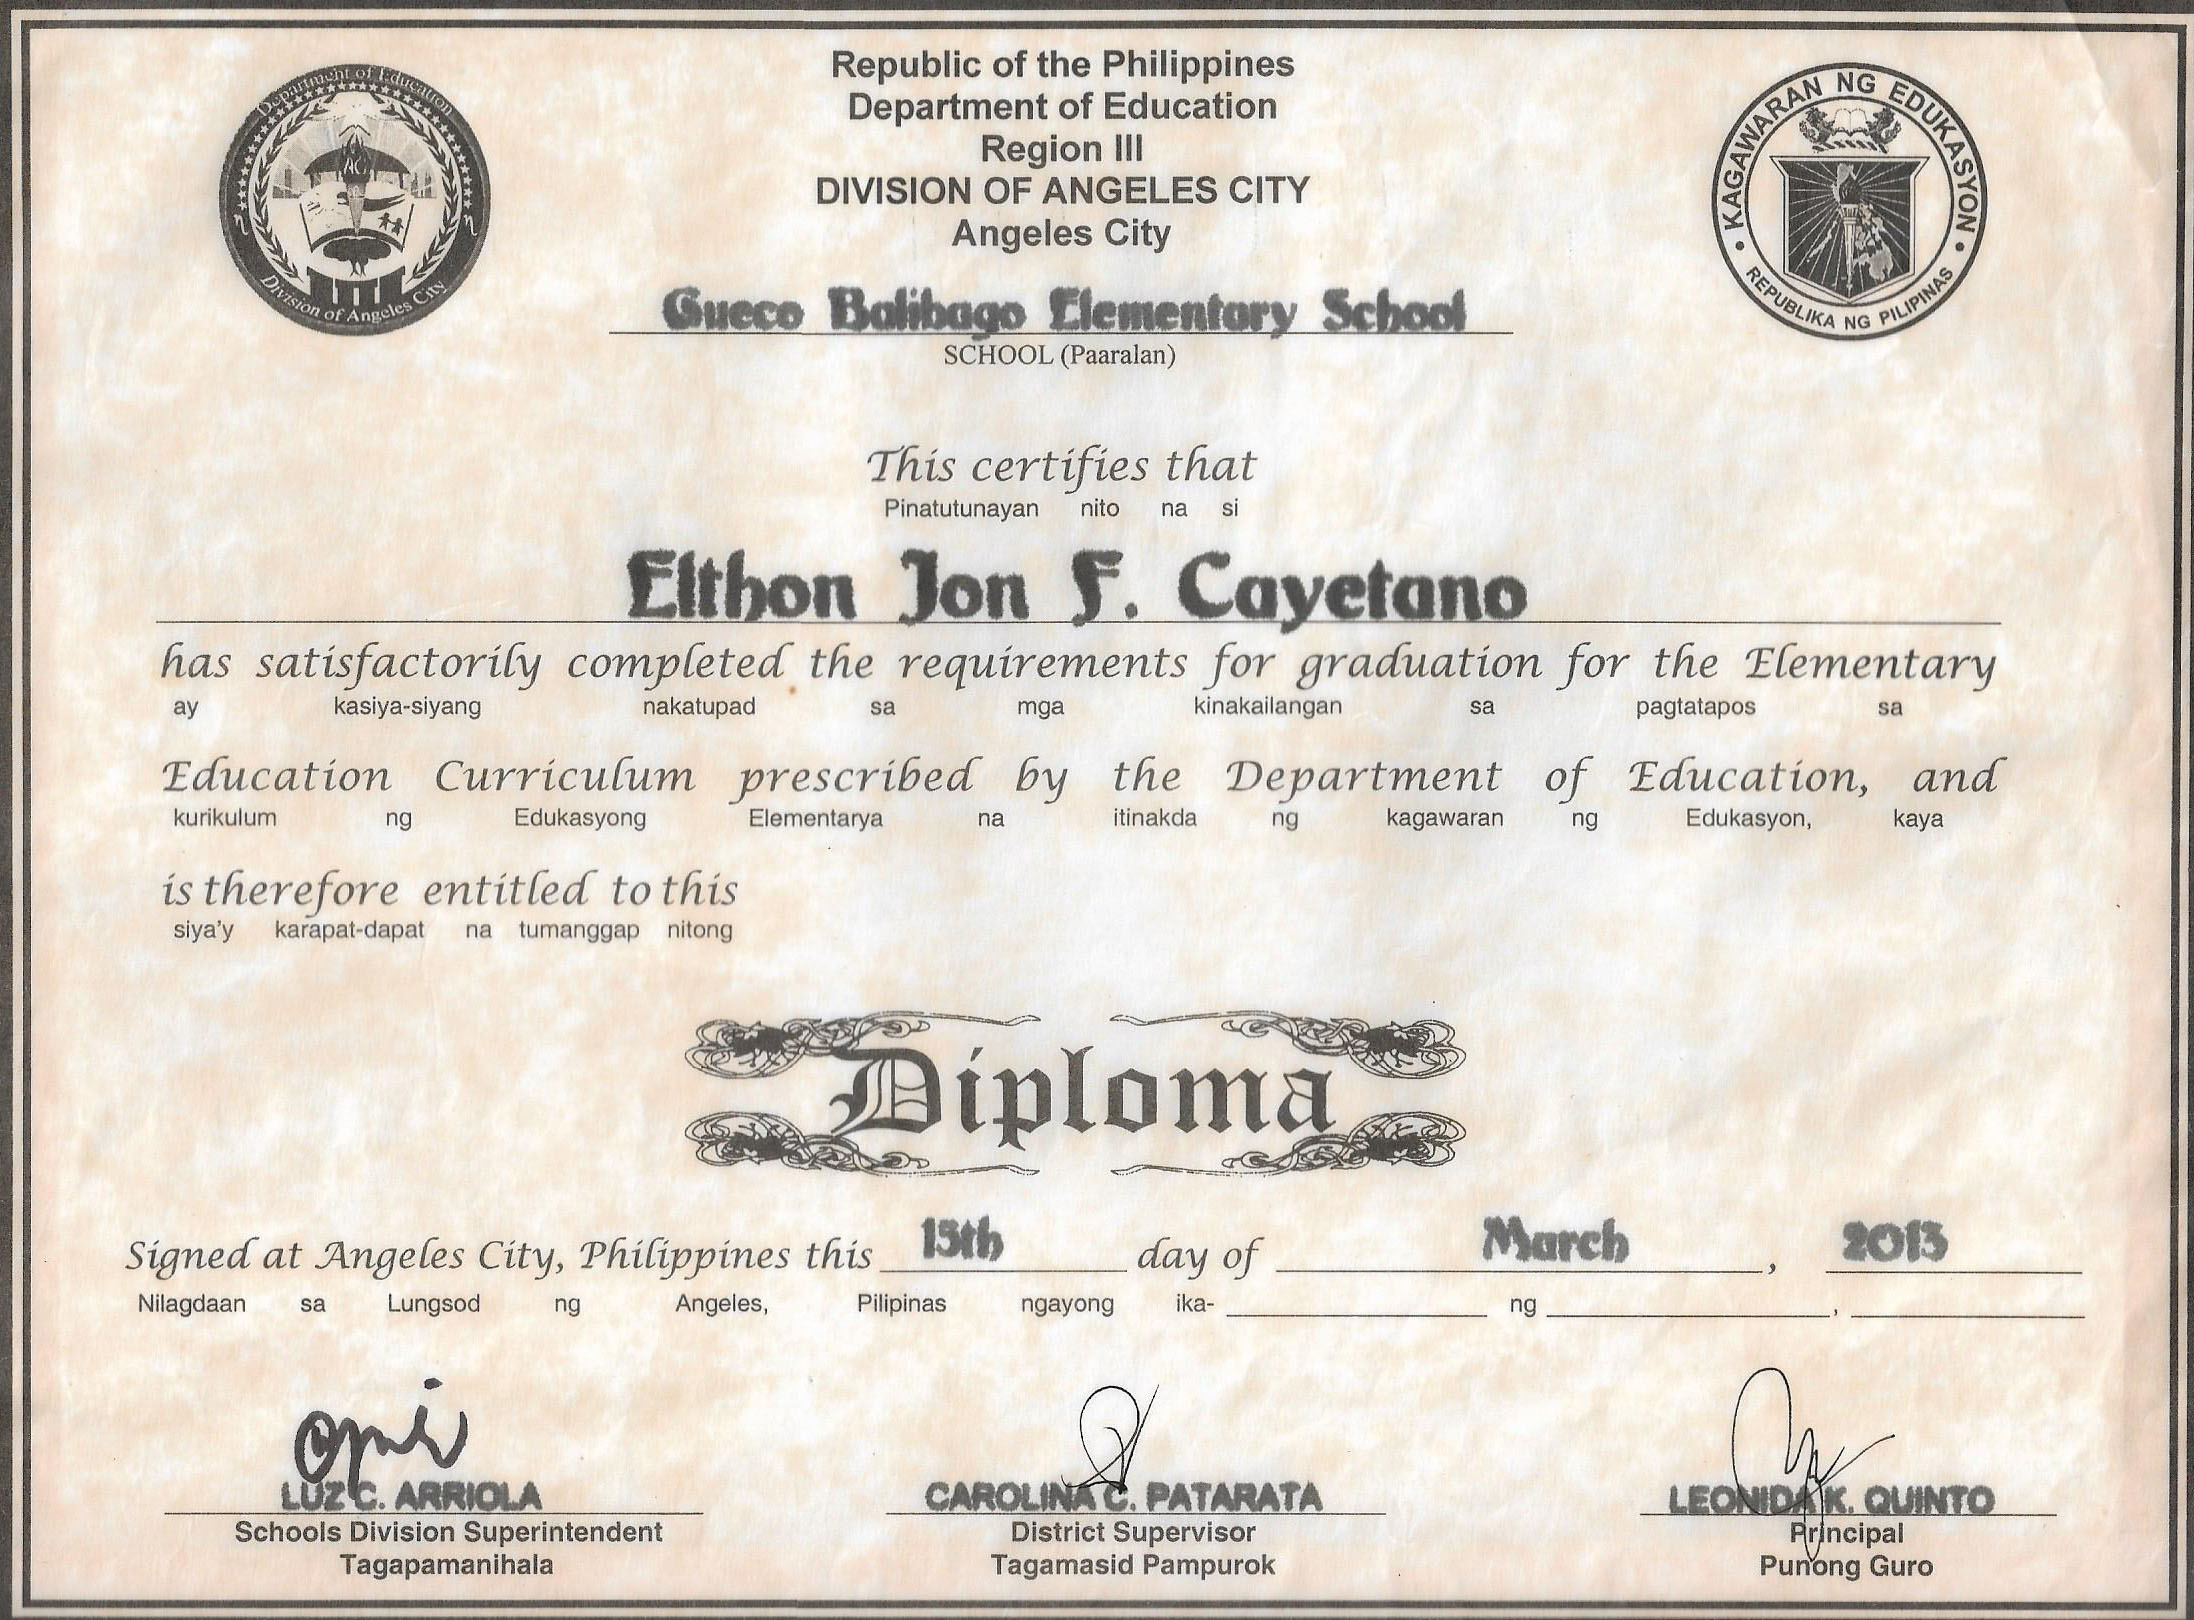 Republic of the Philippines
Department of Education
Region III
DIVISION OF ANGELES CITY
Angeles City
Department of Education
Division of Angeles City
KAGAWARAN NG EDUKASYON
REPUBLIKA NG PILIPINAS
Gueco Balibago Elementary School
SCHOOL (Paaralan)
This certifies that
Pinatutunayan nito na si
Elthon Jon F. Cayetano
has satisfactorily completed the requirements for graduation for the Elementary
ay kasiya-siyang nakatupad sa mga kinakailangan sa pagtatapos sa
Education Curriculum prescribed by the Department of Education, and
kurikulum ng Edukasyong Elementarya na itinakda ng kagawaran ng Edukasyon, kaya
is therefore entitled to this
siya'y karapat-dapat na tumanggap nitong
Diploma
Signed at Angeles City, Philippines this 15th day of March, 2013
Nilagdaan sa Lungsod ng Angeles, Pilipinas ngayong ika- ng ,
LUZ C. ARRIOLA
Schools Division Superintendent
Tagapamanihala
CAROLINA C. PATARATA
District Supervisor
Tagamasid Pampurok
LEONIDA K. QUINTO
Principal
Punong Guro